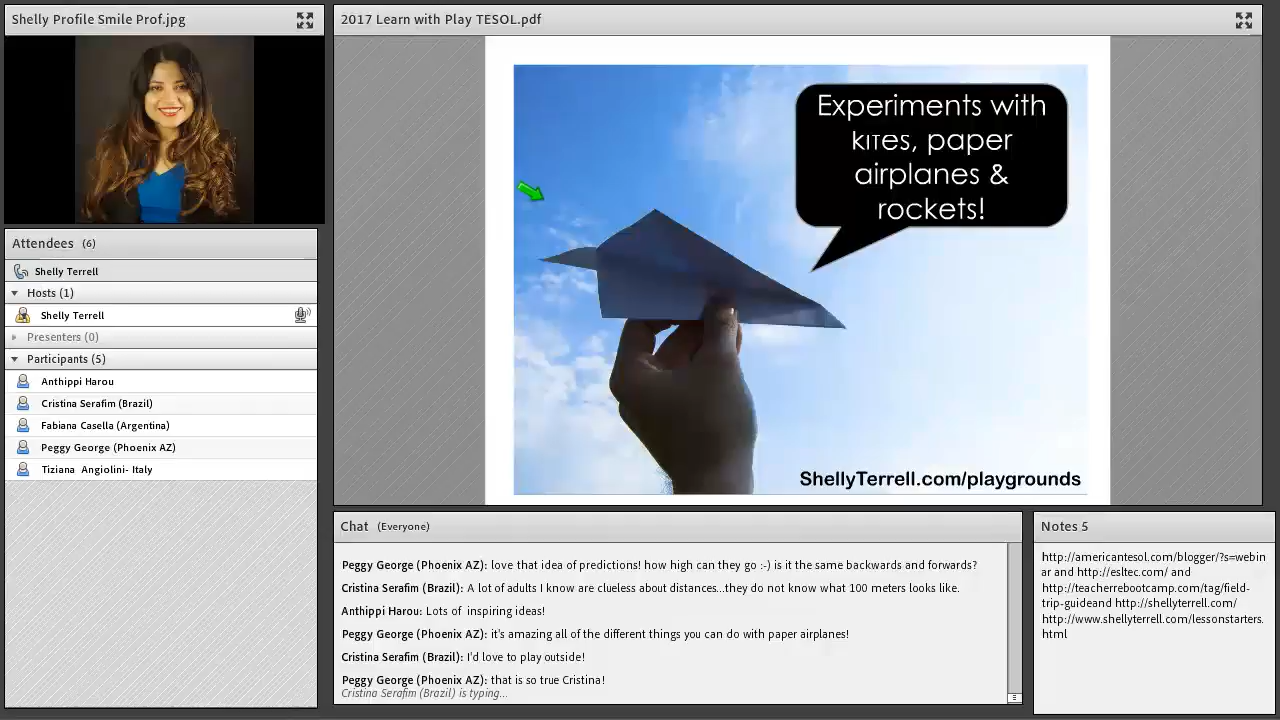 Shelly Profile Smile Prof.jpg
2017 Learn with Play TESOL.pdf
Experiments with
kites, paper
airplanes &
rockets!
ShellyTerrell.com/playgrounds
Attendees (6)
Shelly Terrell
Hosts (1)
Shelly Terrell
Presenters (0)
Participants (5)
Anthippi Harou
Cristina Serafim (Brazil)
Fabiana Casella (Argentina)
Peggy George (Phoenix AZ)
Tiziana Angiolini- Italy
Chat (Everyone)
Peggy George (Phoenix AZ): love that idea of predictions! how high can they go :-) is it the same backwards and forwards?
Cristina Serafim (Brazil): A lot of adults I know are clueless about distances...they do not know what 100 meters looks like.
Anthippi Harou: Lots of inspiring ideas!
Peggy George (Phoenix AZ): it's amazing all of the different things you can do with paper airplanes!
Cristina Serafim (Brazil): I'd love to play outside!
Peggy George (Phoenix AZ): that is so true Cristina!
Cristina Serafim (Brazil) is typing...
Notes 5
http://americantesol.com/blogger/?s=webin
ar and http://esltec.com/ and
http://teacherrebootcamp.com/tag/field-
trip-guideand http://shellyterrell.com/
http://www.shellyterrell.com/lessonstarters.
html